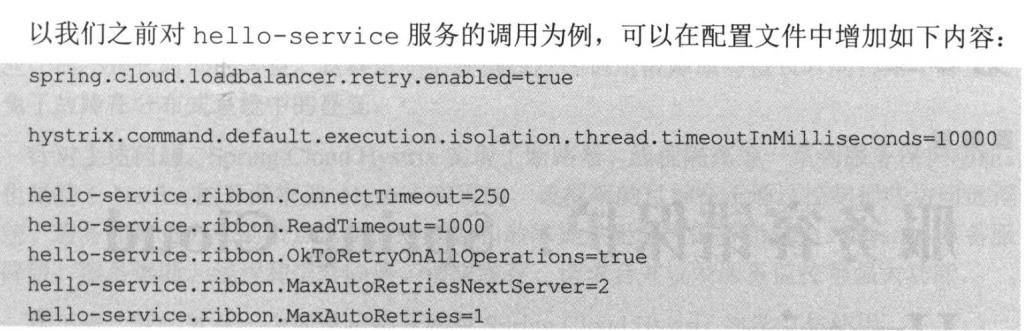 以我们之前对 hello-service 服务的调用为例，可以在配置文件中增加如下内容：
spring.cloud.loadbalancer.retry.enabled=true
hystrix.command.default.execution.isolation.thread.timeoutInMilliseconds=10000
hello-service.ribbon.ConnectTimeout=250
hello-service.ribbon.ReadTimeout=1000
hello-service.ribbon.OkToRetryOnAllOperations=true
hello-service.ribbon.MaxAutoRetriesNextServer=2
hello-service.ribbon.MaxAutoRetries=1